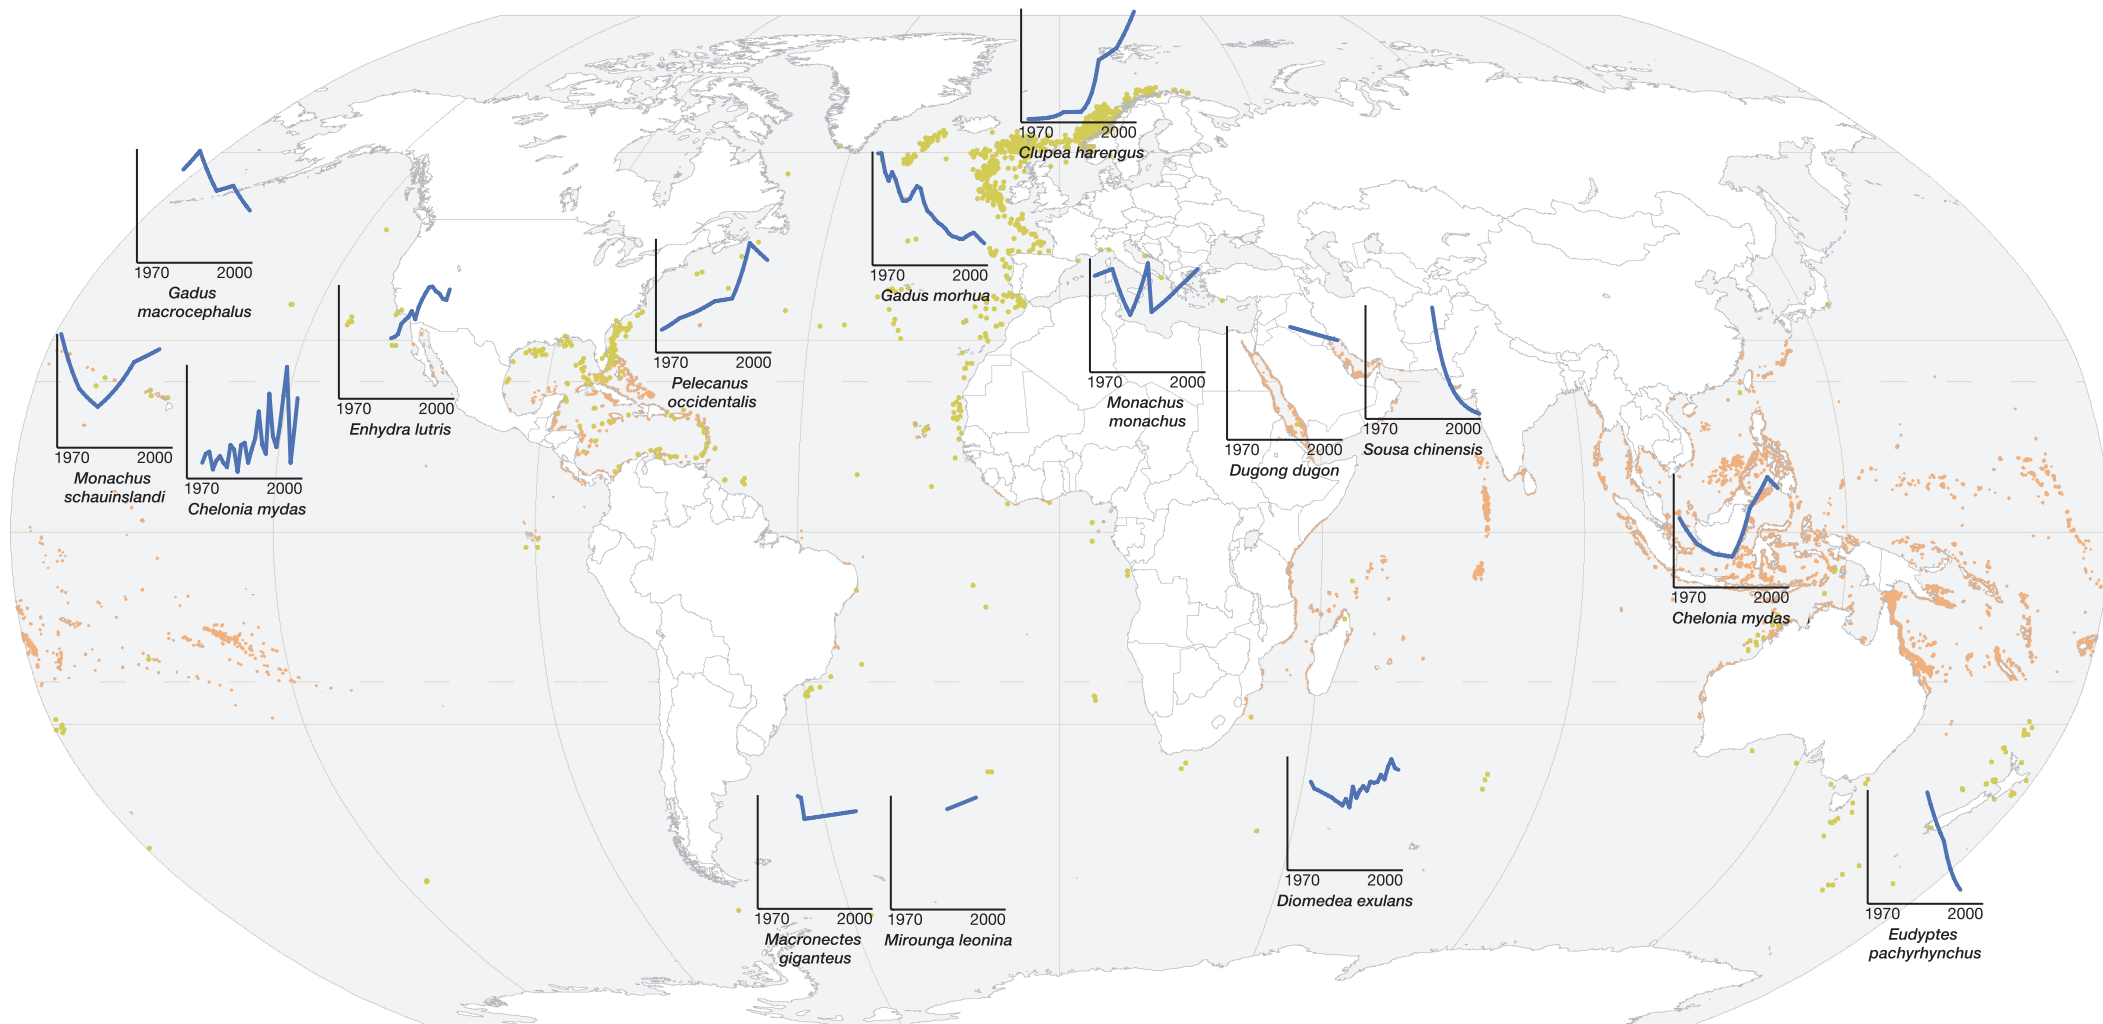 1970 2000
Clupea harengus
1970 2000
Gadus
macrocephalus
1970 2000
Gadus morhua
1970 2000
Pelecanus
occidentalis
1970 2000
Monachus
monachus
1970 2000
Enhydra lutris
1970 2000
Monachus
schauinslandi
1970 2000
Chelonia mydas
1970 2000
Dugong dugon
1970 2000
Sousa chinensis
1970 2000
Chelonia mydas
1970 2000
Macronectes
giganteus
1970 2000
Mirounga leonina
1970 2000
Diomedea exulans
1970 2000
Eudyptes
pachyrhynchus